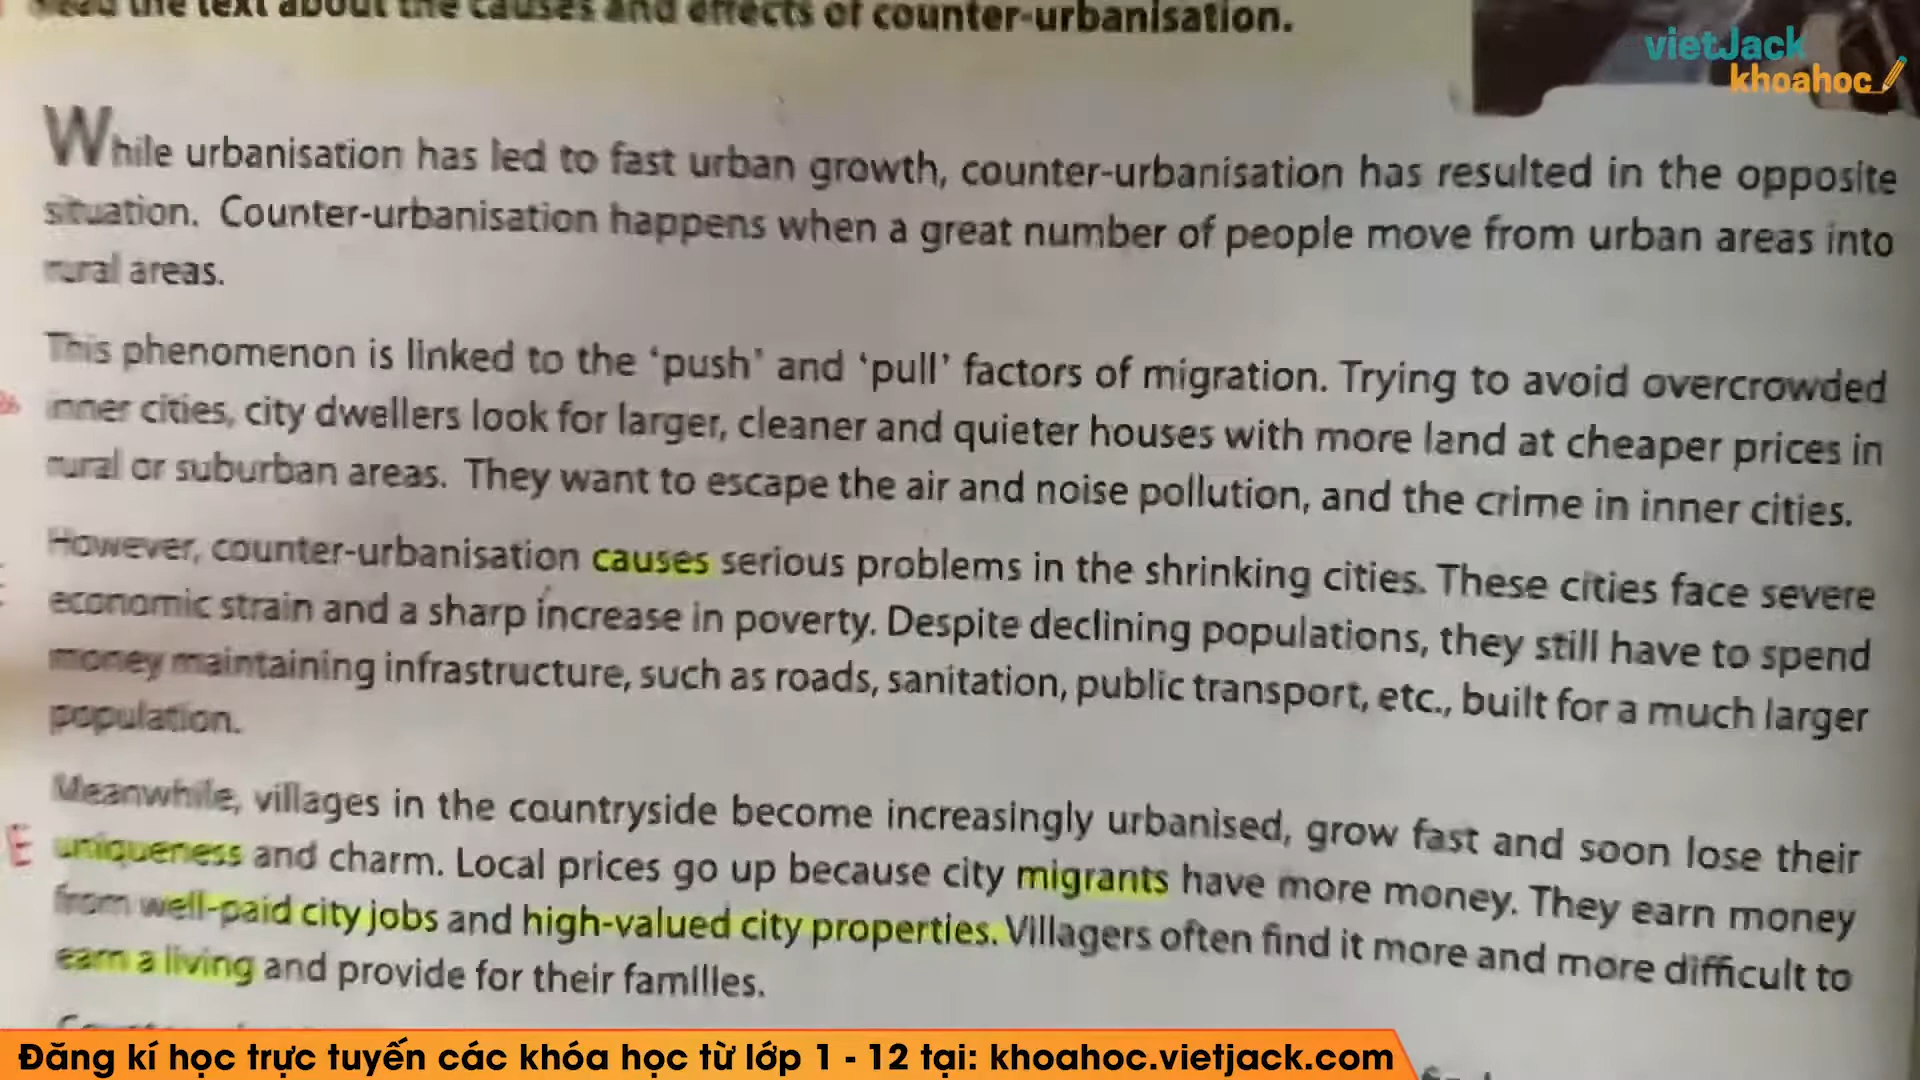 Read the text about the causes and effects of counter-urbanisation.
vietJack
khoahoc
While urbanisation has led to fast urban growth, counter-urbanisation has resulted in the opposite
situation. Counter-urbanisation happens when a great number of people move from urban areas into
rural areas.
This phenomenon is linked to the ‘push’ and ‘pull’ factors of migration. Trying to avoid overcrowded
inner cities, city dwellers look for larger, cleaner and quieter houses with more land at cheaper prices in
rural or suburban areas. They want to escape the air and noise pollution, and the crime in inner cities.
However, counter-urbanisation causes serious problems in the shrinking cities. These cities face severe
economic strain and a sharp increase in poverty. Despite declining populations, they still have to spend
money maintaining infrastructure, such as roads, sanitation, public transport, etc., built for a much larger
population.
Meanwhile, villages in the countryside become increasingly urbanised, grow fast and soon lose their
E uniqueness and charm. Local prices go up because city migrants have more money. They earn money
from well-paid city jobs and high-valued city properties. Villagers often find it more and more difficult to
earn a living and provide for their families.
Đăng kí học trực tuyến các khóa học từ lớp 1 - 12 tại: khoahoc.vietjack.com